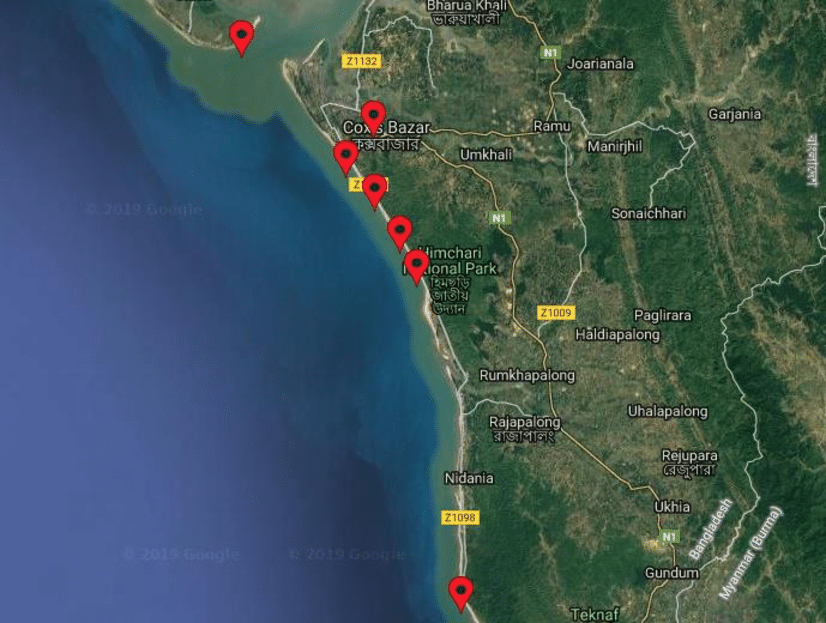 Bharua Khali
ভারুয়াখালী
N1
Z1132
Joarianala
Garjania
Cox's Bazar
কক্সবাজার
Ramu
Manirjhil
Umkhali
© 2019 Google
Sonaichhari
N1
Himchari
National Park
হিমছড়ি
জাতীয়
উদ্যান
Z1009
Paglirara
Haldiapalong
Rumkhapalong
Rajapalong
রাজাপালং
Uhalapalong
Rejupara
রেজুপারা
Nidania
Ukhia
Z1098
N1
Bangladesh
Myanmar (Burma)
© 2019 Google
© 2019 Google
Gundum
Teknaf